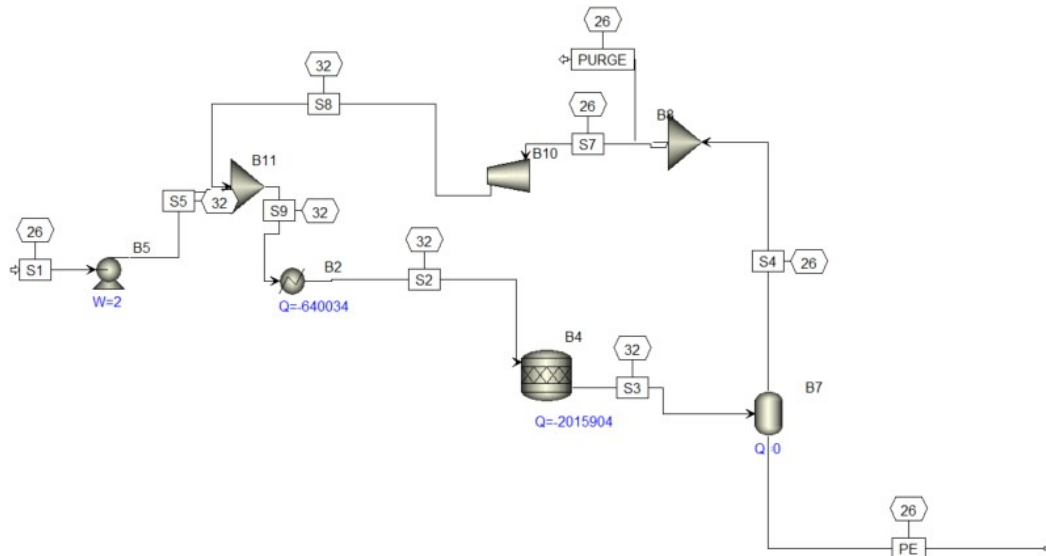 26
PURGE
32
S8
26
S7
B8
B10
B11
S5
32
S9
32
26
S1
B5
W=2
32
S2
B2
Q=-640034
S4
26
B4
32
S3
Q=-2015904
B7
Q=0
26
PE